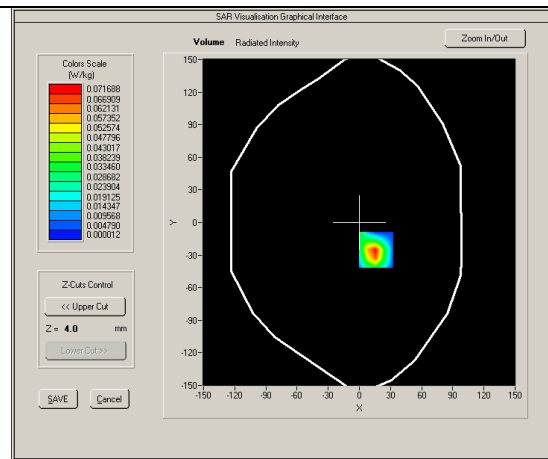 SAR Visualisation Graphical Interface
Volume Radiated Intensity
Zoom In/Out
Colors Scale
(W/kg)
0.071688
0.066909
0.062131
0.057352
0.052574
0.047796
0.043017
0.038239
0.033460
0.028682
0.023904
0.019125
0.014347
0.009568
0.004790
0.000012
Z-Cuts Control
<< Upper Cut
Z = 4.0 mm
Lower Cut >>
SAVE Cancel
150
120
90
60
30
0
-30
-60
-90
-120
-150
Y
-150 -120 -90 -60 -30 0 30 60 90 120 150
X